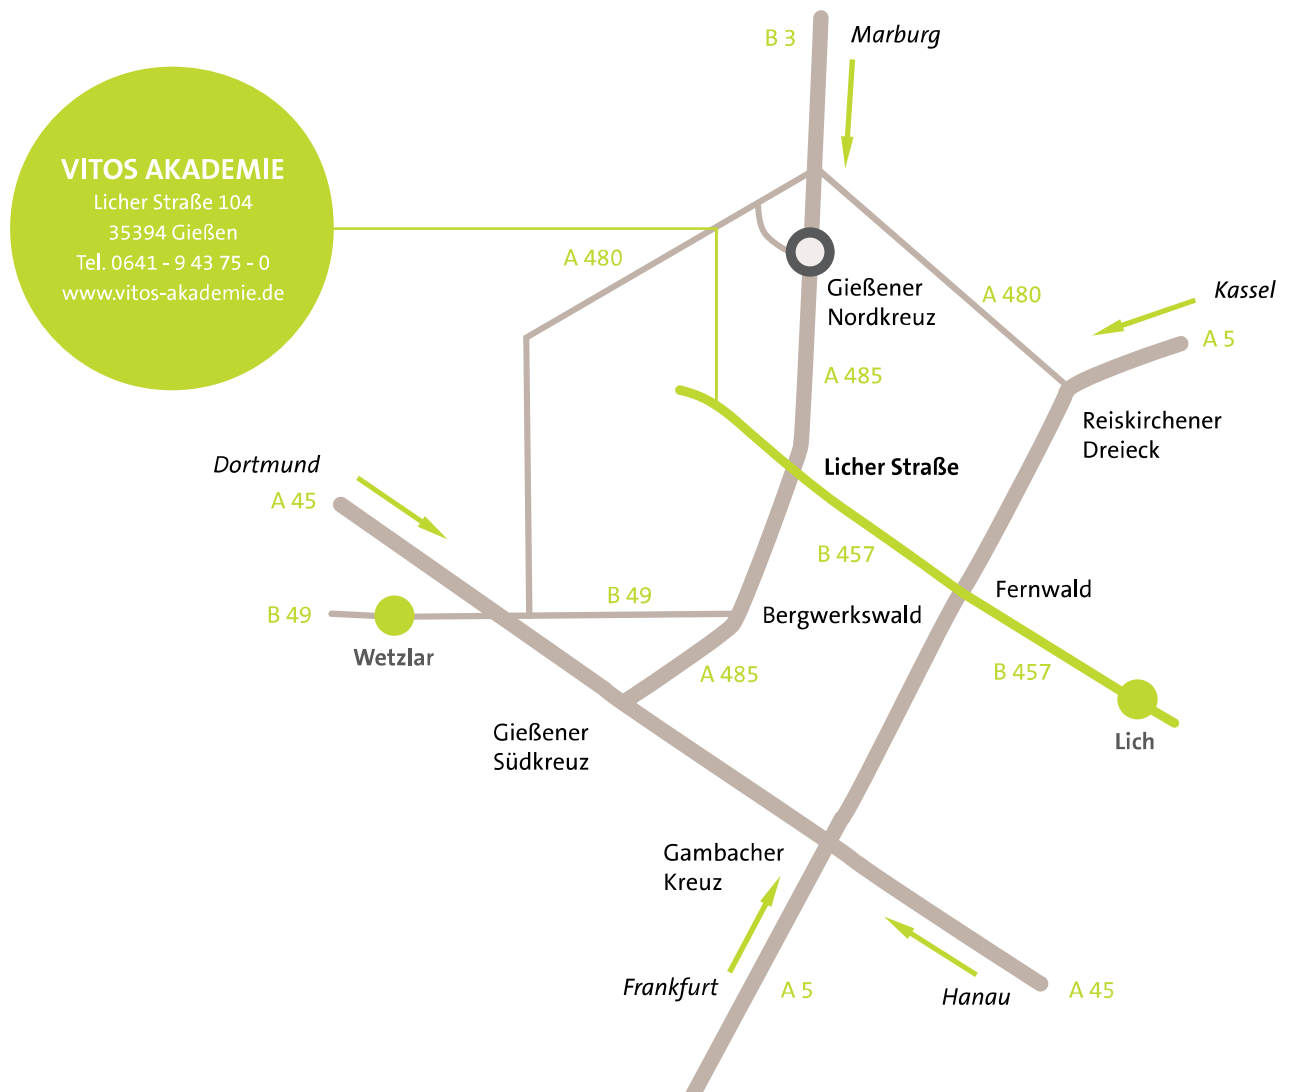 B 3
Marburg
VITOS AKADEMIE
Licher Straße 104
35394 Gießen
Tel. 0641 - 9 43 75 - 0
www.vitos-akademie.de
A 480
Gießener
Nordkreuz
A 480
Kassel
A 5
A 485
Reiskirchener
Dreieck
Dortmund
A 45
Licher Straße
B 457
Fernwald
B 49
B 49
Bergwerkswald
Wetzlar
A 485
B 457
Lich
Gießener
Südkreuz
Gambacher
Kreuz
Frankfurt
A 5
Hanau
A 45